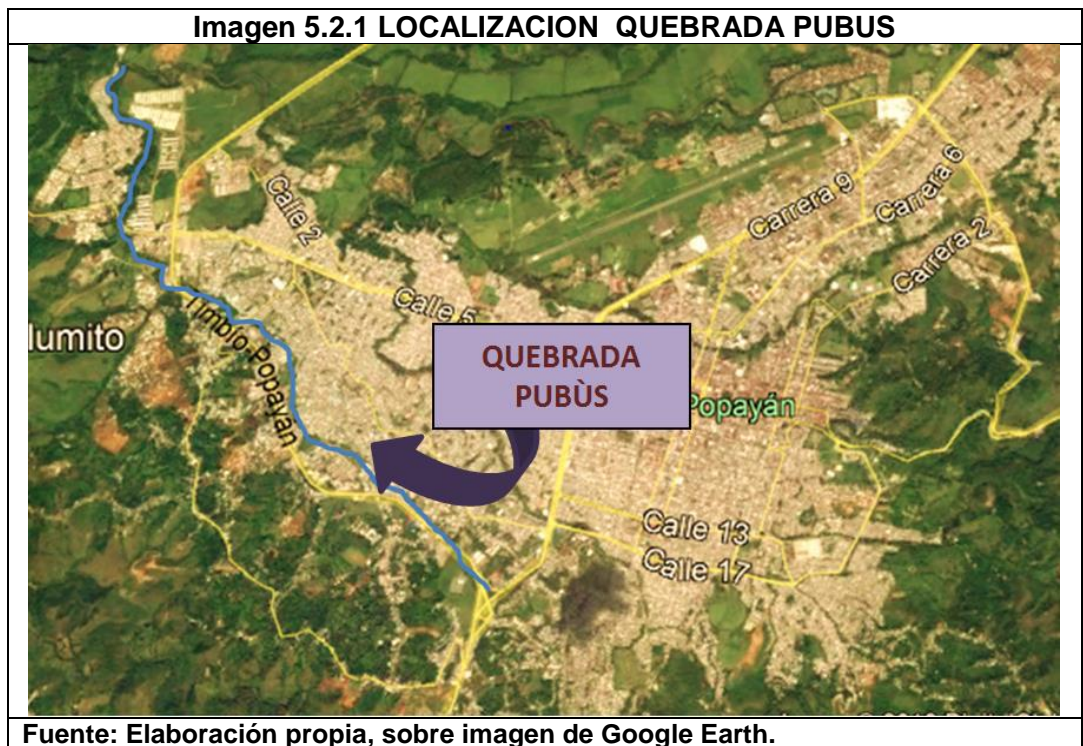 Imagen 5.2.1 LOCALIZACION QUEBRADA PUBUS
Calle 2
Carrera 9
Carrera 6
Carrera 2
Calle 5
lumito
Timbio-Popayán
QUEBRADA
PUBÙS
Popayán
Calle 13
Calle 17
Fuente: Elaboración propia, sobre imagen de Google Earth.